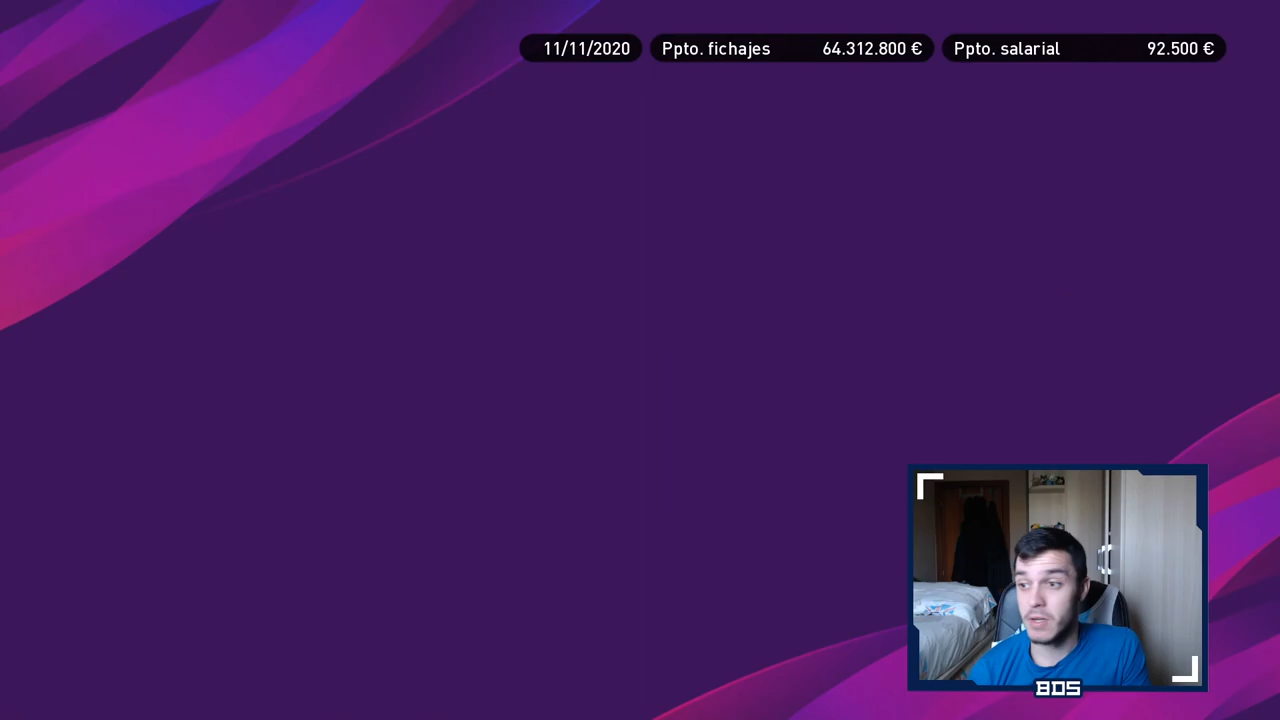 11/11/2020 Ppto. fichajes 64.312.800 € Ppto. salarial 92.500 €
BDS